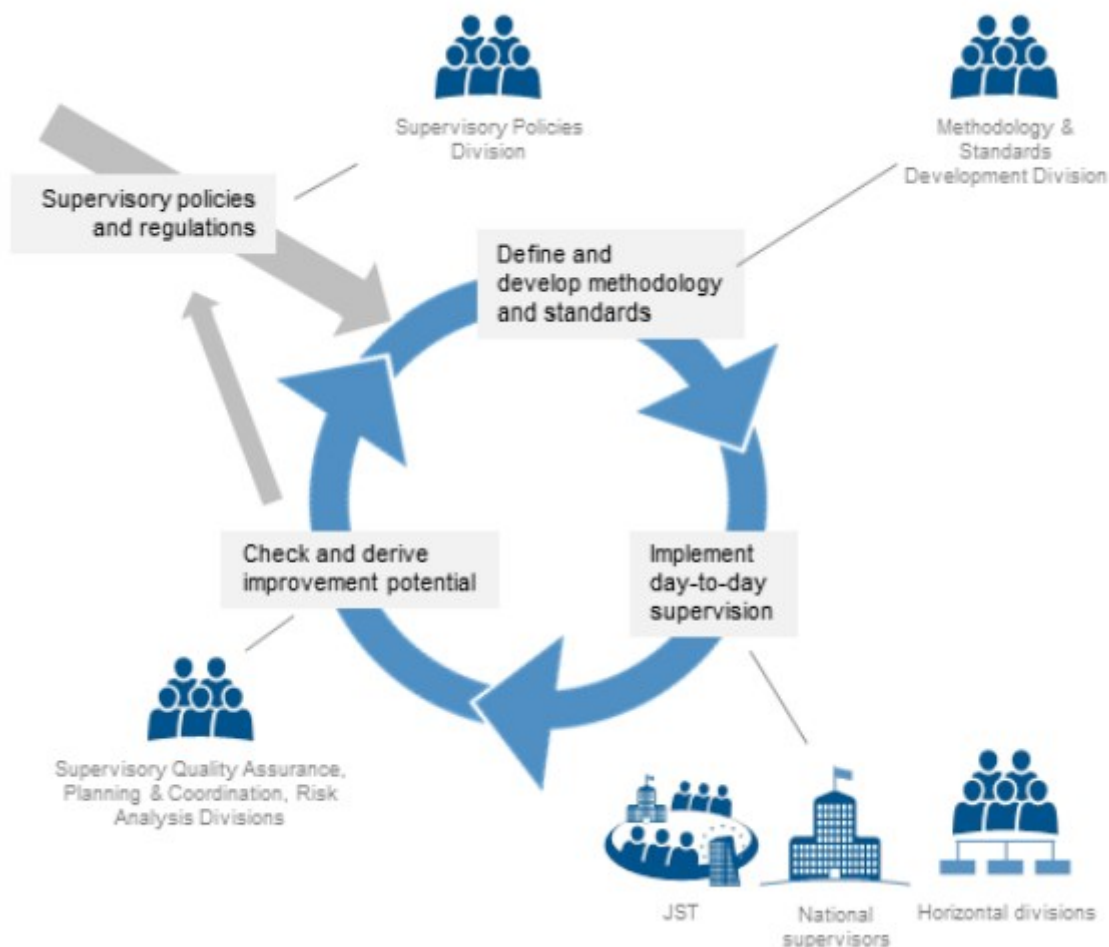 Supervisory Policies
Division
Methodology &
Standards
Development Division
Supervisory policies
and regulations
Define and
develop methodology
and standards
Check and derive
improvement potential
Implement
day-to-day
supervision
Supervisory Quality Assurance,
Planning & Coordination, Risk
Analysis Divisions
JST
National
supervisors
Horizontal divisions